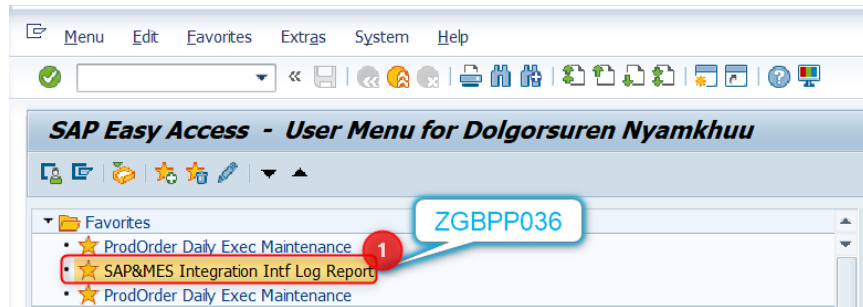 Menu Edit Favorites Extras System Help
SAP Easy Access - User Menu for Dolgorsuren Nyamkhuu
ZGBPP036
Favorites
ProdOrder Daily Exec Maintenance
1
SAP&MES Integration Intf Log Report
ProdOrder Daily Exec Maintenance